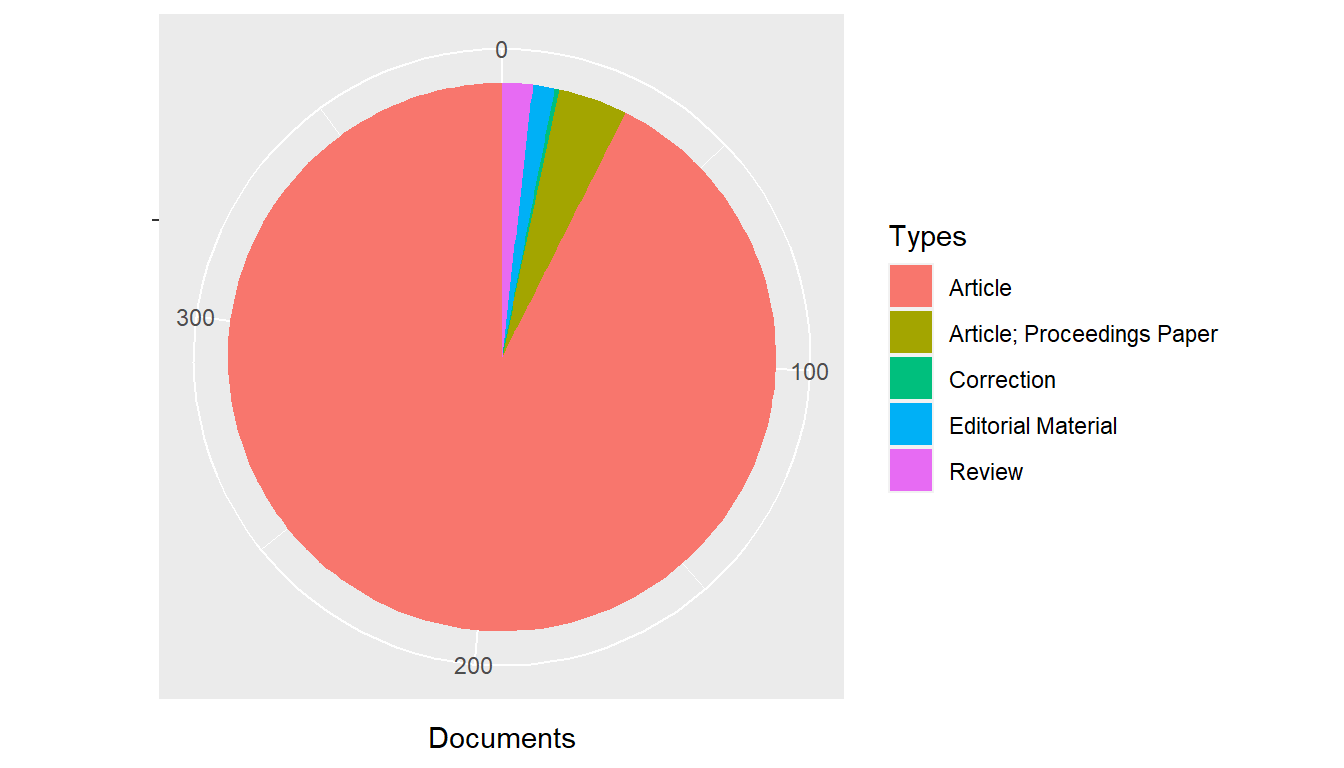 0
300
100
200
Documents
Types
Article
Article; Proceedings Paper
Correction
Editorial Material
Review